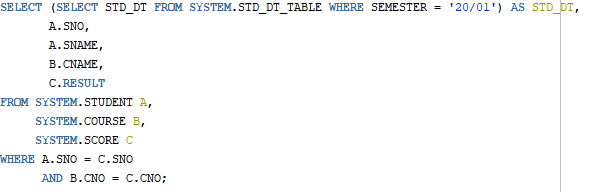 SELECT (SELECT STD_DT FROM SYSTEM.STD_DT_TABLE WHERE SEMESTER = '20/01') AS STD_DT,
A.SNO,
A.SNAME,
B.CNAME,
C.RESULT
FROM SYSTEM.STUDENT A,
SYSTEM.COURSE B,
SYSTEM.SCORE C
WHERE A.SNO = C.SNO
AND B.CNO = C.CNO;